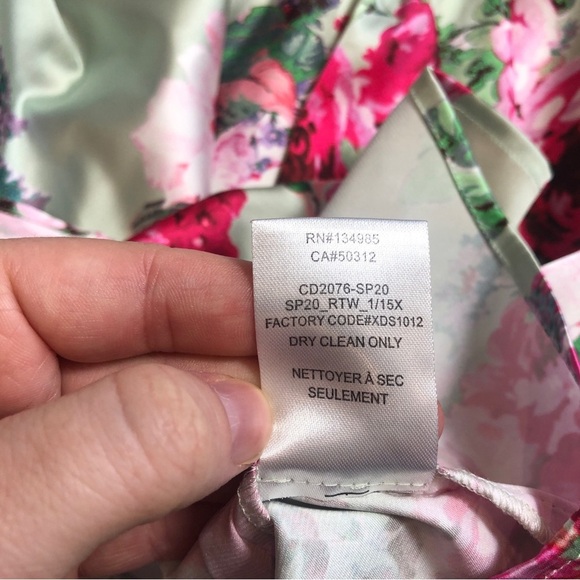 RN#134985
CA#50312
CD2076-SP20
SP20_RTW_1/15X
FACTORY CODE#XDS1012
DRY CLEAN ONLY
NETTOYER À SEC
SEULEMENT